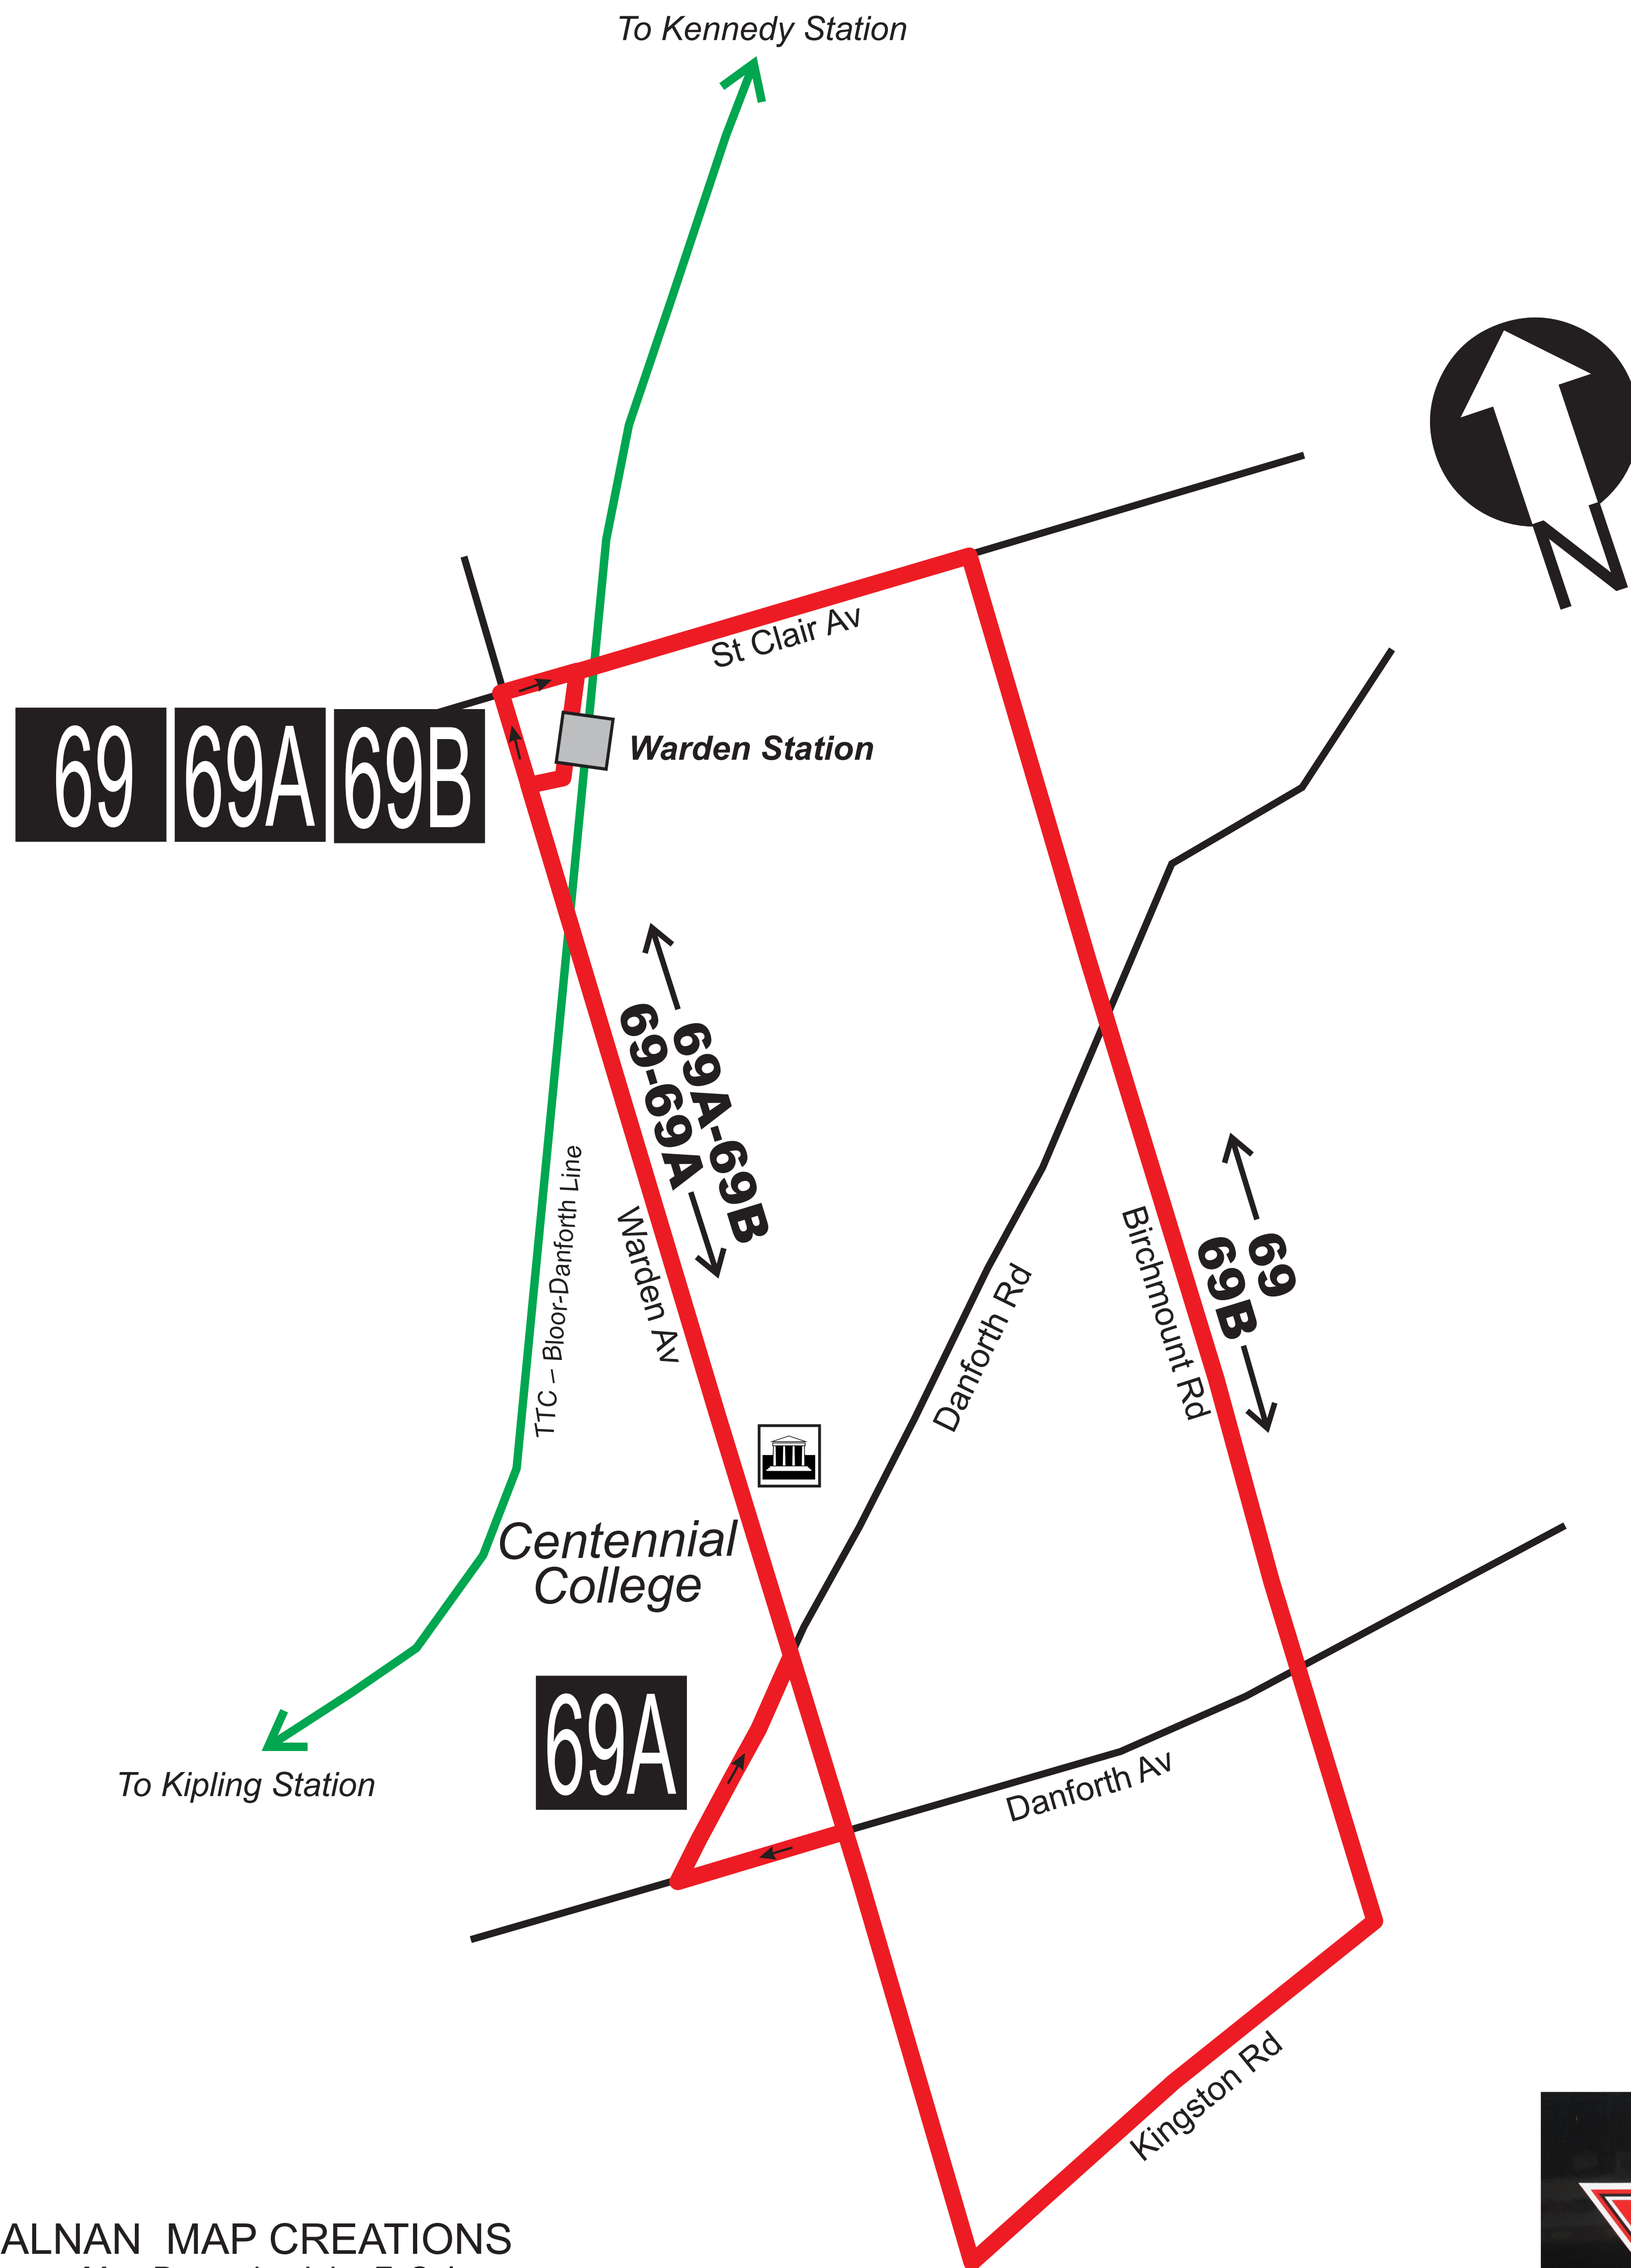 To Kennedy Station
N
St Clair Av
69
69A
69B
Warden Station
69A-69B
69-69A
TTC – Bloor-Danforth Line
Warden Av
Danforth Rd
Birchmount Rd
69
69B
Centennial
College
69A
To Kipling Station
Danforth Av
Kingston Rd
ALNAN MAP CREATIONS